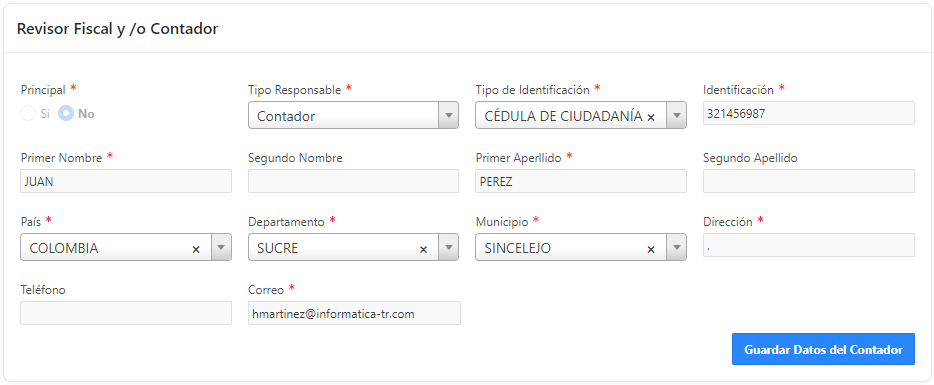 Revisor Fiscal y /o Contador
Principal * Tipo Responsable * Tipo de Identificación * Identificación *
Si No Contador CÉDULA DE CIUDADANÍA × 321456987
Primer Nombre * Segundo Nombre Primer Aperllido * Segundo Apellido
JUAN PEREZ
País * Departamento * Municipio * Dirección *
COLOMBIA × SUCRE × SINCELEJO × .
Teléfono Correo *
hmartinez@informatica-tr.com
Guardar Datos del Contador